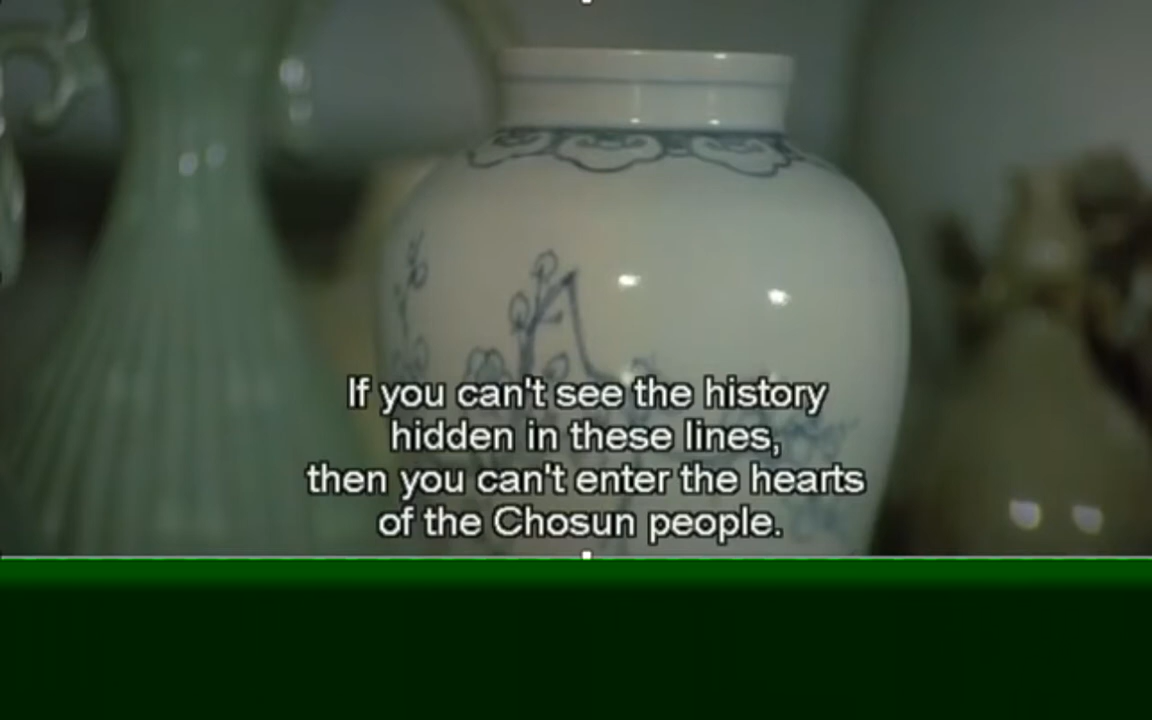 If you can't see the history
hidden in these lines,
then you can't enter the hearts
of the Chosun people.